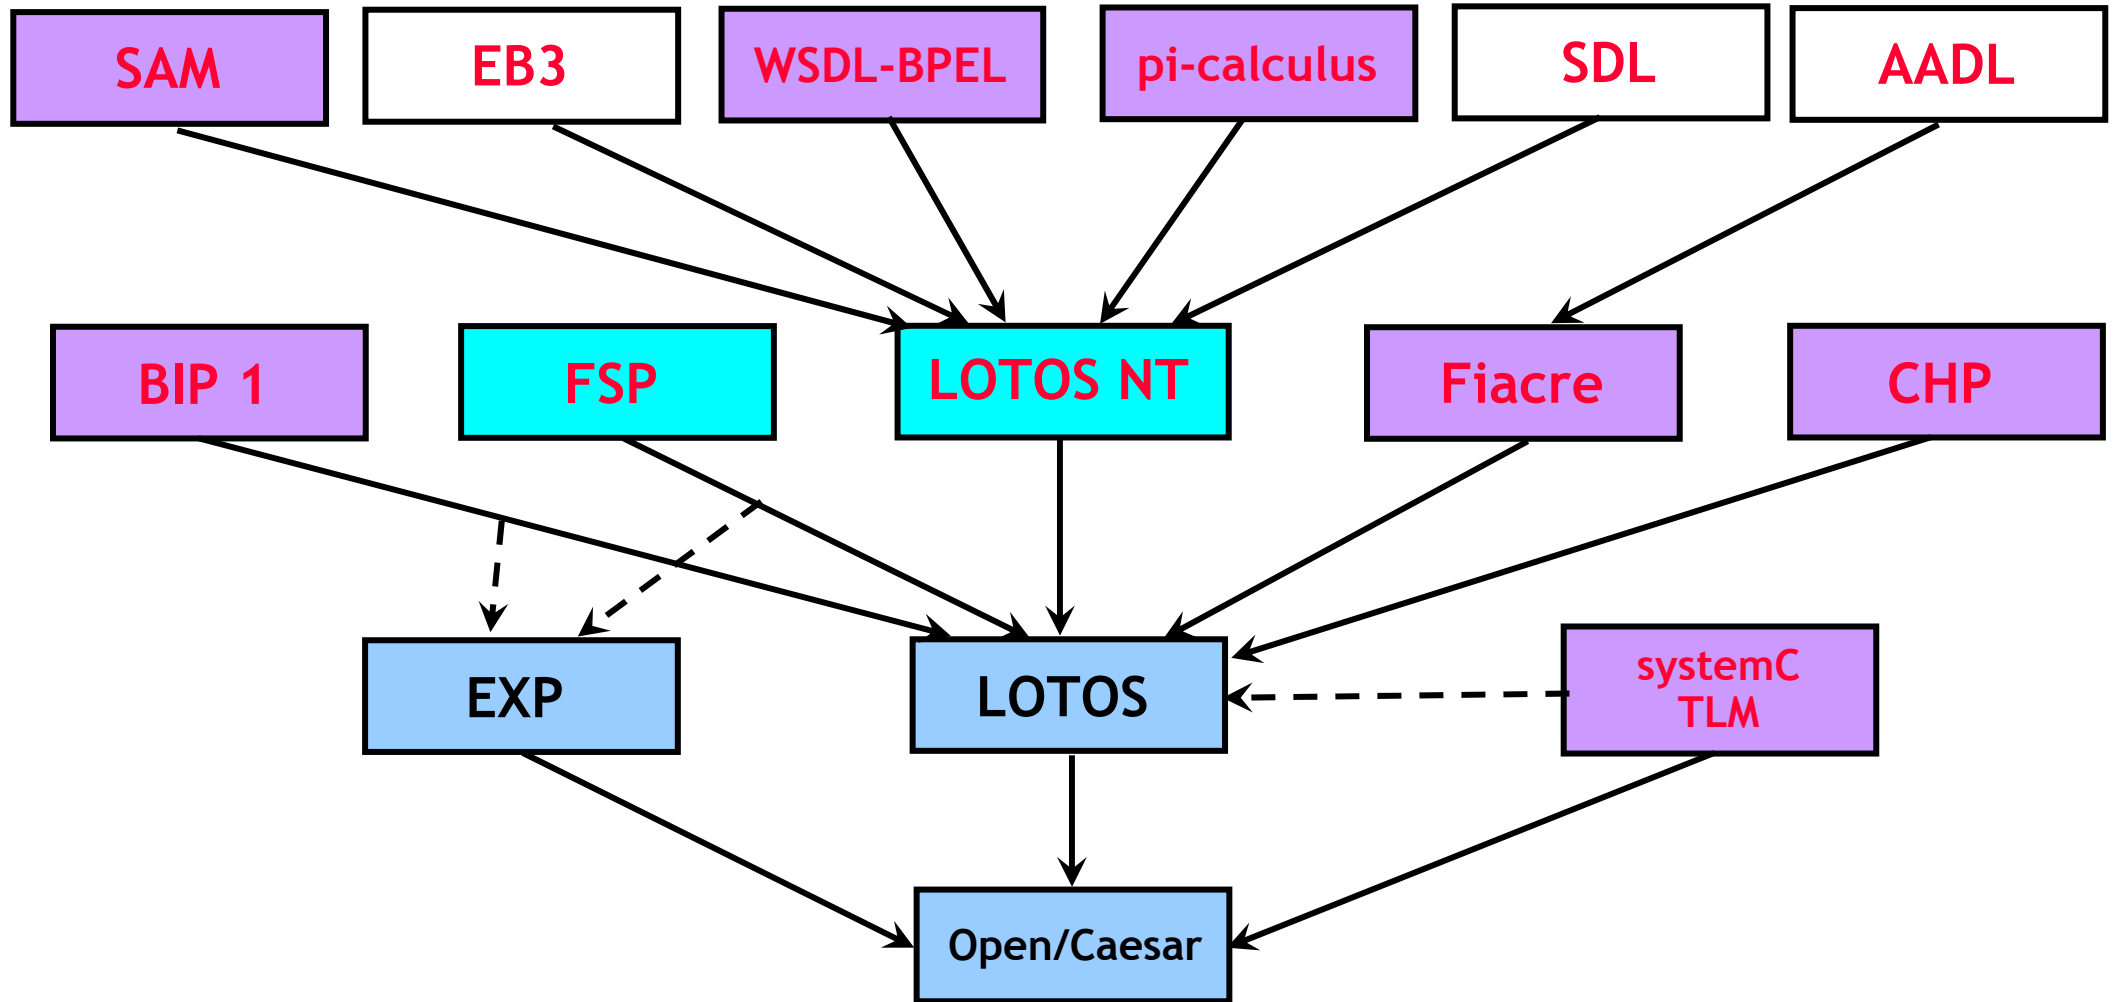 SAM
EB3
WSDL-BPEL
pi-calculus
SDL
AADL
BIP 1
FSP
LOTOS NT
Fiacre
CHP
EXP
LOTOS
systemC
TLM
Open/Caesar